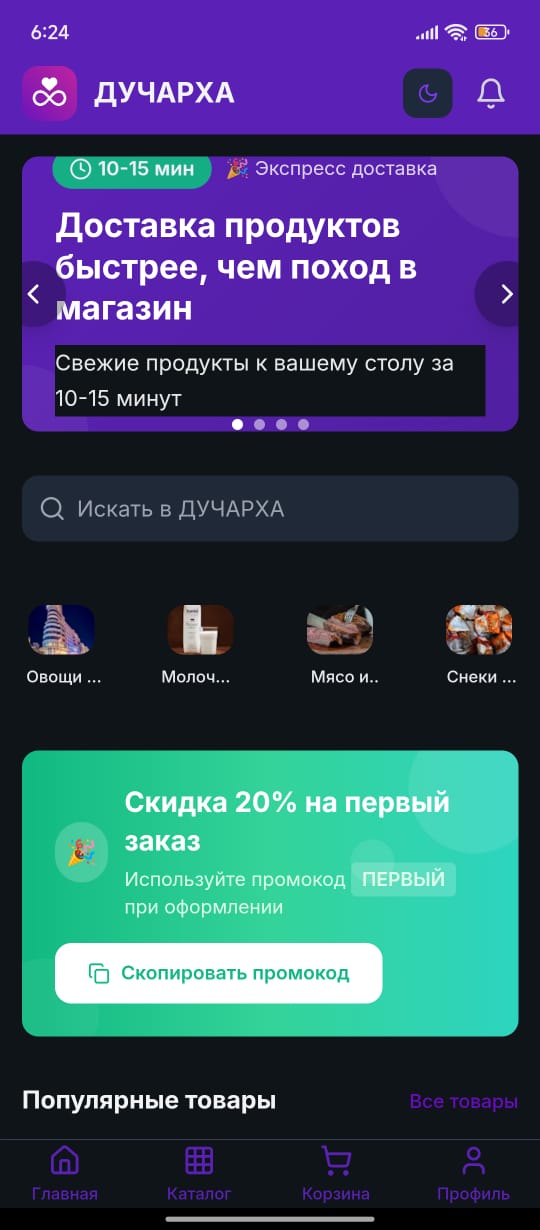 6:24
36
ДУЧАРХА
10-15 мин
🎉 Экспресс доставка
Доставка продуктов
быстрее, чем поход в
магазин
Свежие продукты к вашему столу за
10-15 минут
Искать в ДУЧАРХА
Овощи ...
Молоч...
Мясо и..
Снеки ...
Скидка 20% на первый
заказ
Используйте промокод ПЕРВЫЙ
при оформлении
Скопировать промокод
Популярные товары
Все товары
Главная
Каталог
Корзина
Профиль